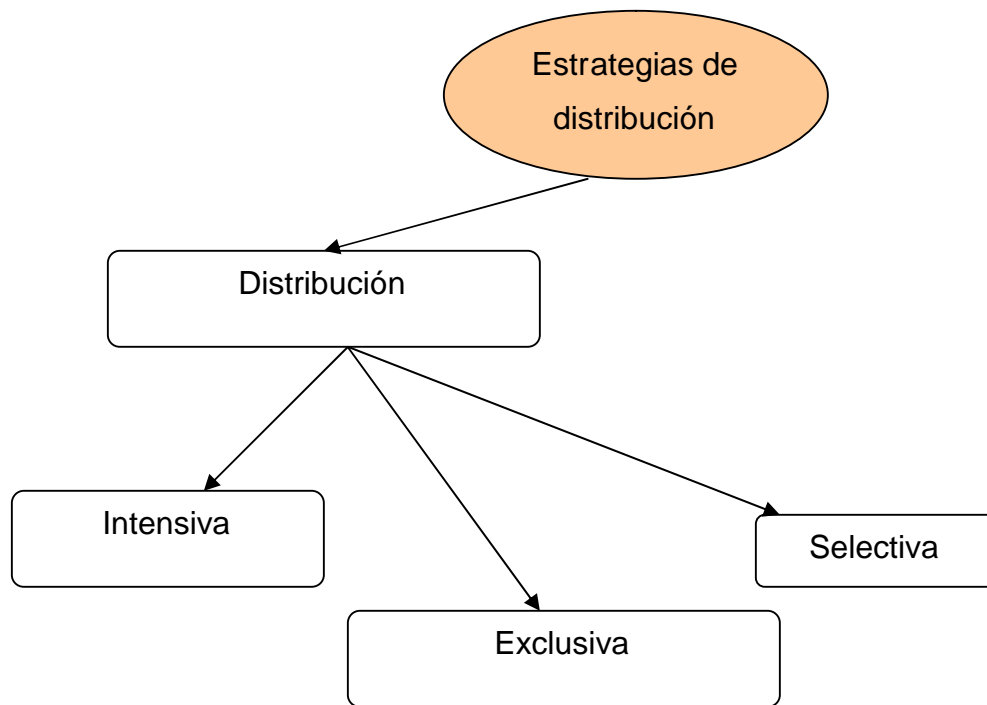 Estrategias de
distribución
Distribución
Intensiva
Selectiva
Exclusiva